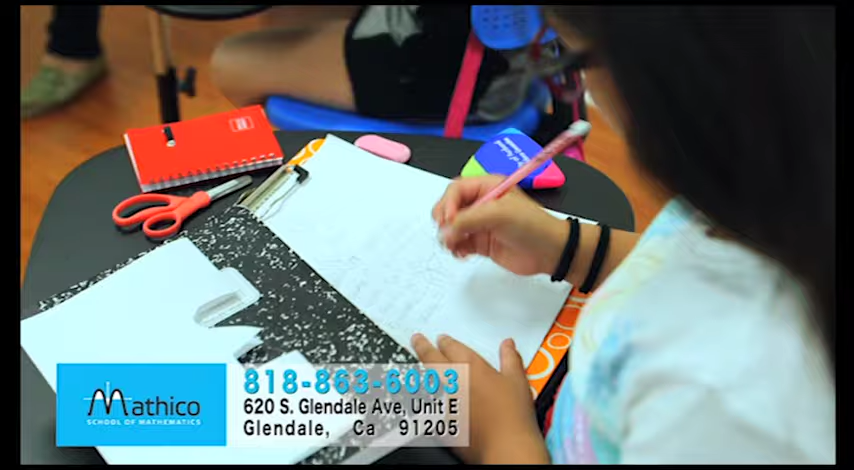 818-863-6003
Mathico
SCHOOL OF MATHEMATICS
620 S. Glendale Ave, Unit E
Glendale, Ca 91205